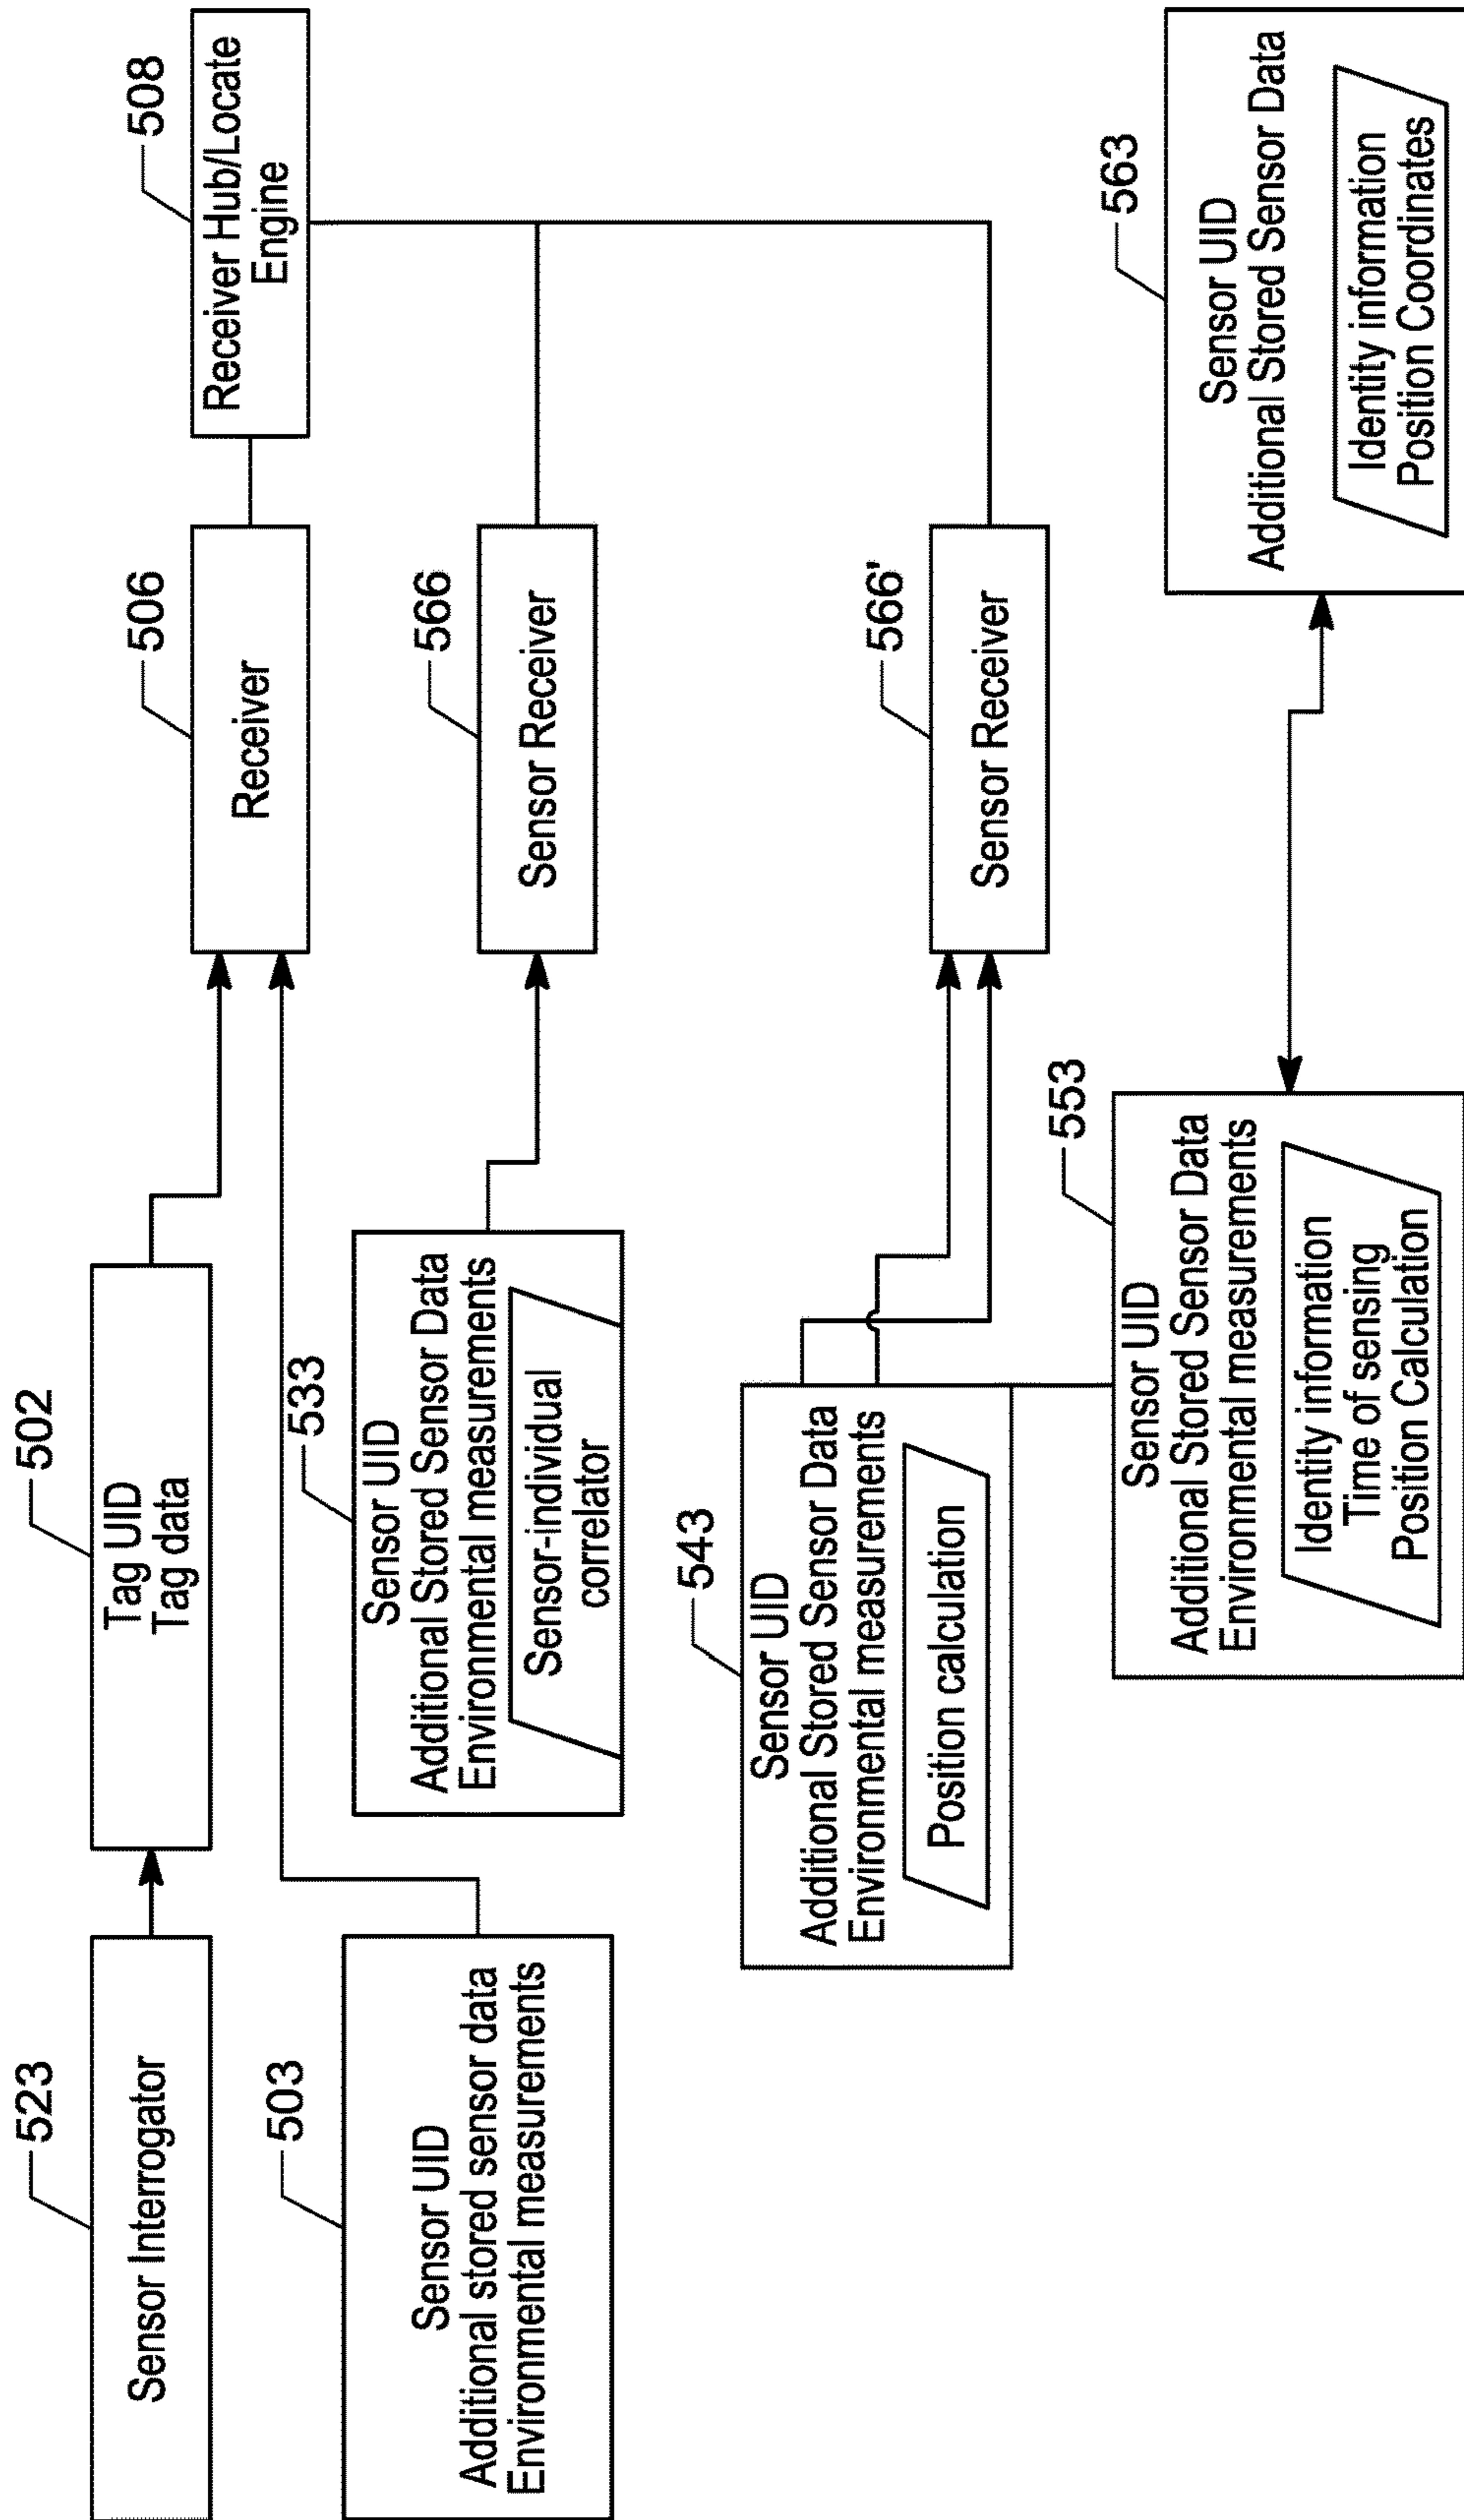 523
Sensor Interrogator
502
Tag UID
Tag data
506
Receiver
508
Receiver Hub/Locate
Engine
503
Sensor UID
Additional stored sensor data
Environmental measurements
533
Sensor UID
Additional Stored Sensor Data
Environmental measurements
Sensor-individual
correlator
566
Sensor Receiver
543
Sensor UID
Additional Stored Sensor Data
Environmental measurements
Position calculation
566'
Sensor Receiver
553
Sensor UID
Additional Stored Sensor Data
Environmental measurements
Identity information
Time of sensing
Position Calculation
563
Sensor UID
Additional Stored Sensor Data
Identity information
Position Coordinates